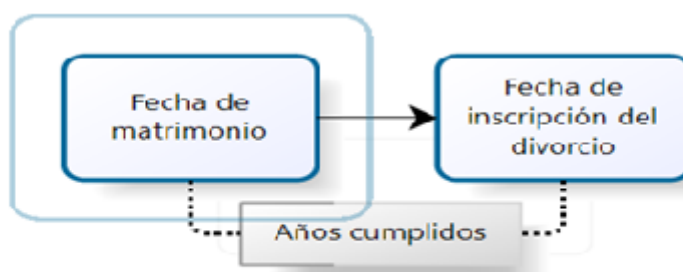 Fecha de
matrimonio
Fecha de
inscripción del
divorcio
Años cumplidos